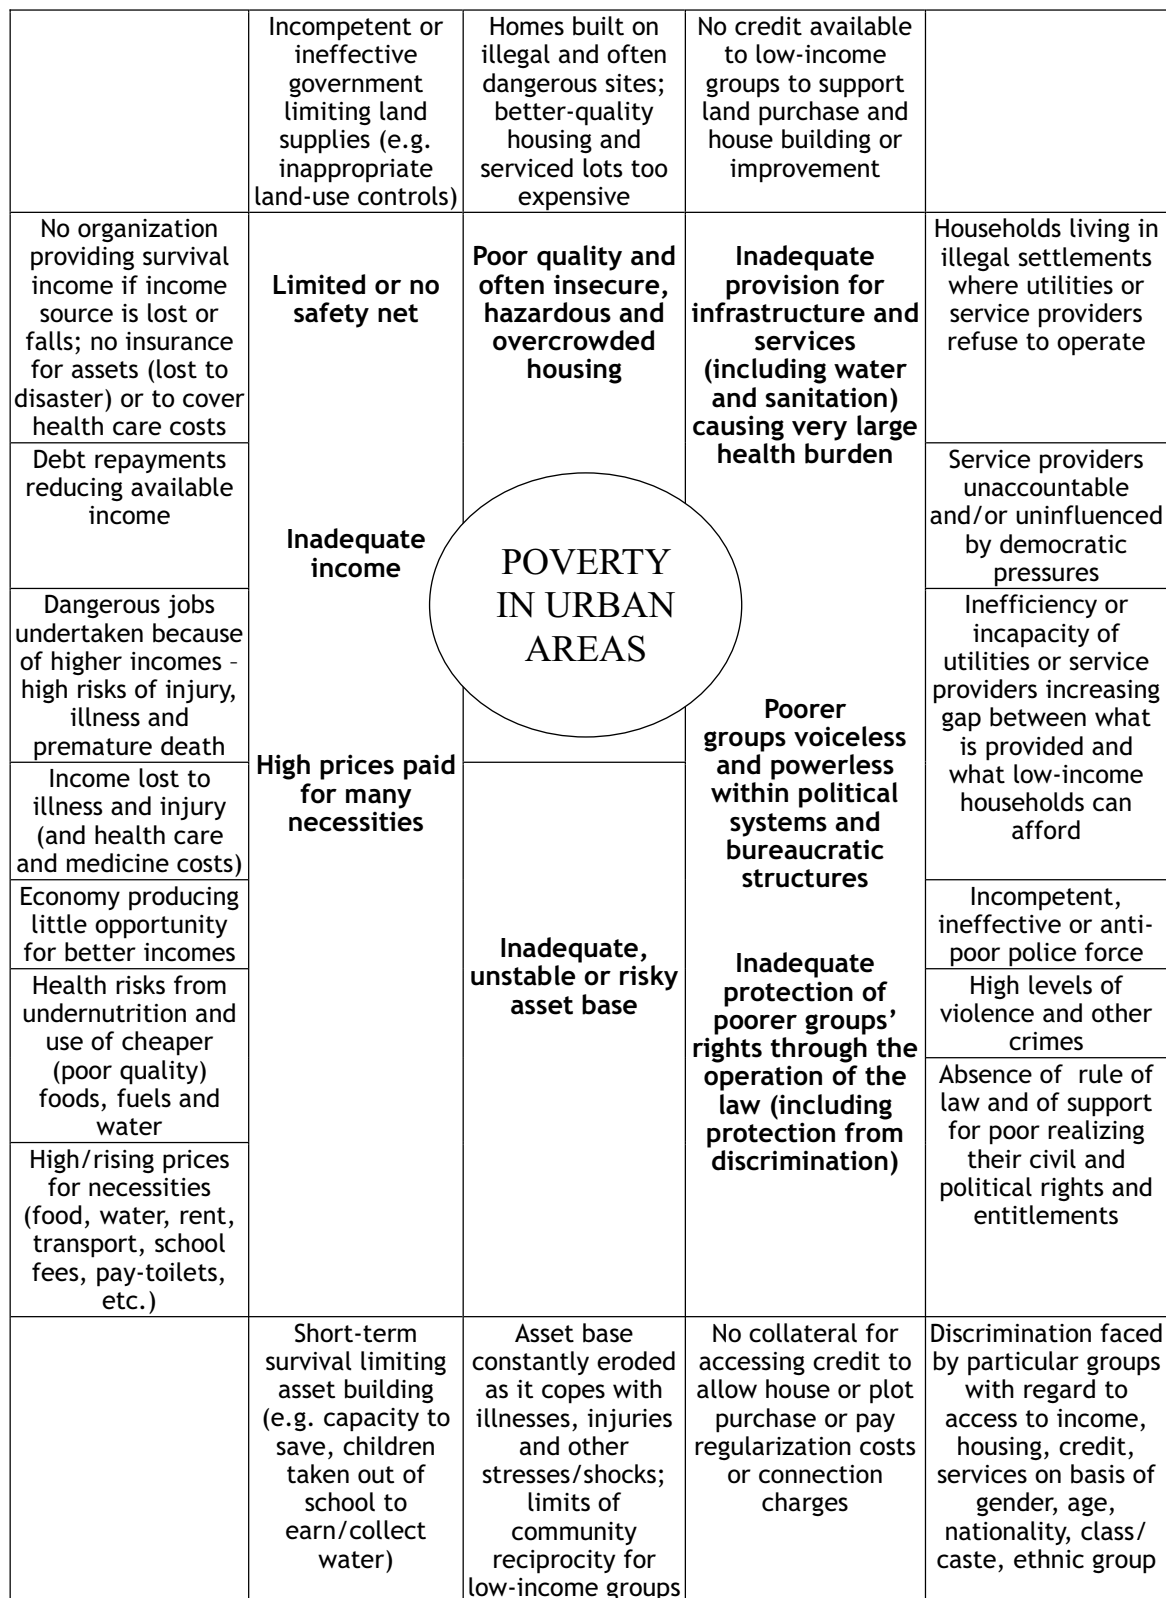 Incompetent or
ineffective
government
limiting land
supplies (e.g.
inappropriate
land-use controls)
Homes built on
illegal and often
dangerous sites;
better-quality
housing and
serviced lots too
expensive
No credit available
to low-income
groups to support
land purchase and
house building or
improvement
No organization
providing survival
income if income
source is lost or
falls; no insurance
for assets (lost to
disaster) or to cover
health care costs
Limited or no
safety net
Poor quality and
often insecure,
hazardous and
overcrowded
housing
Inadequate
provision for
infrastructure and
services
(including water
and sanitation)
causing very large
health burden
Households living in
illegal settlements
where utilities or
service providers
refuse to operate
Debt repayments
reducing available
income
Inadequate
income
POVERTY
IN URBAN
AREAS
Service providers
unaccountable
and/or uninfluenced
by democratic
pressures
Dangerous jobs
undertaken because
of higher incomes –
high risks of injury,
illness and
premature death
High prices paid
for many
necessities
Poorer
groups voiceless
and powerless
within political
systems and
bureaucratic
structures
Inefficiency or
incapacity of
utilities or service
providers increasing
gap between what
is provided and
what low-income
households can
afford
Income lost to
illness and injury
(and health care
and medicine costs)
Economy producing
little opportunity
for better incomes
Inadequate,
unstable or risky
asset base
Inadequate
protection of
poorer groups’
rights through the
operation of the
law (including
protection from
discrimination)
Incompetent,
ineffective or anti-
poor police force
Health risks from
undernutrition and
use of cheaper
(poor quality)
foods, fuels and
water
High levels of
violence and other
crimes
Absence of rule of
law and of support
for poor realizing
their civil and
political rights and
entitlements
High/rising prices
for necessities
(food, water, rent,
transport, school
fees, pay-toilets,
etc.)
Short-term
survival limiting
asset building
(e.g. capacity to
save, children
taken out of
school to
earn/collect
water)
Asset base
constantly eroded
as it copes with
illnesses, injuries
and other
stresses/shocks;
limits of
community
reciprocity for
low-income groups
No collateral for
accessing credit to
allow house or plot
purchase or pay
regularization costs
or connection
charges
Discrimination faced
by particular groups
with regard to
access to income,
housing, credit,
services on basis of
gender, age,
nationality, class/
caste, ethnic group